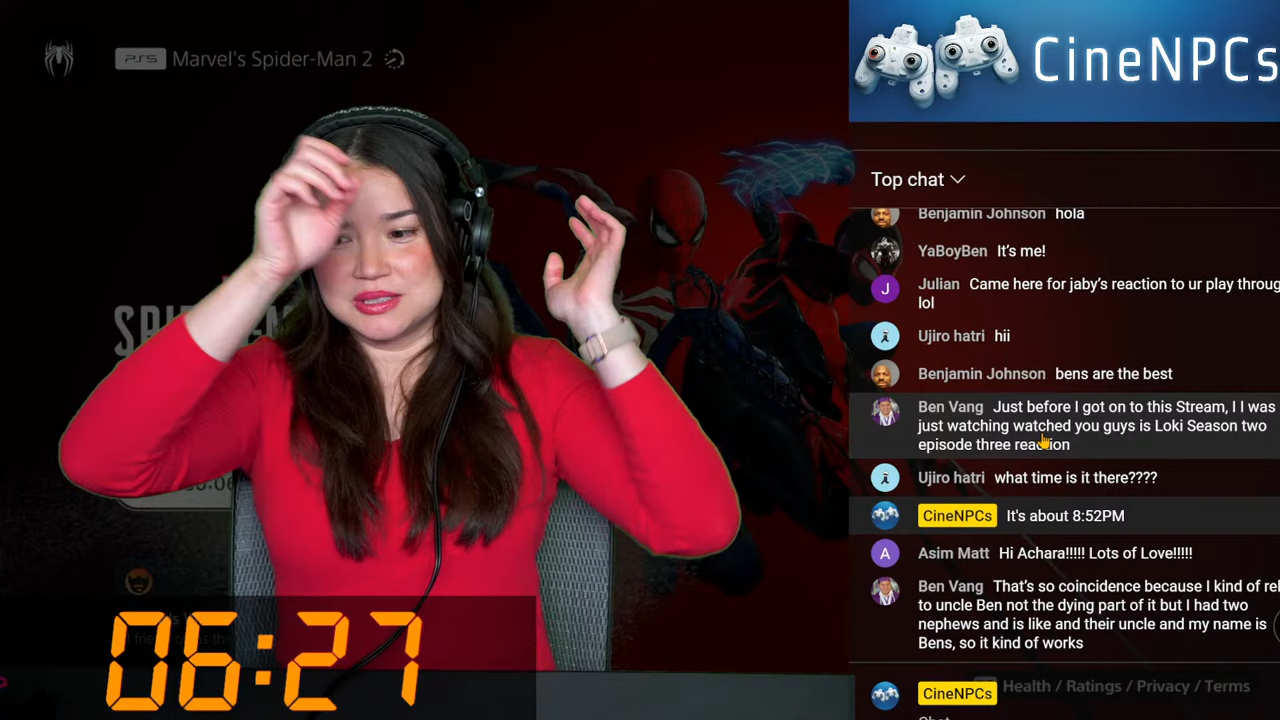 PS5 Marvel's Spider-Man 2
CineNPCs
Top chat
Benjamin Johnson hola
YaBoyBen It's me!
Julian Came here for jaby's reaction to ur play throug
lol
Ujiro hatri hii
Benjamin Johnson bens are the best
Ben Vang Just before I got on to this Stream, I I was
just watching watched you guys is Loki Season two
episode three reaction
Ujiro hatri what time is it there????
CineNPCs It's about 8:52PM
Asim Matt Hi Achara!!!!! Lots of Love!!!!!
Ben Vang That's so coincidence because I kind of rel
to uncle Ben not the dying part of it but I had two
nephews and is like and their uncle and my name is
Bens, so it kind of works
CineNPCs
Health / Ratings / Privacy / Terms
06:27